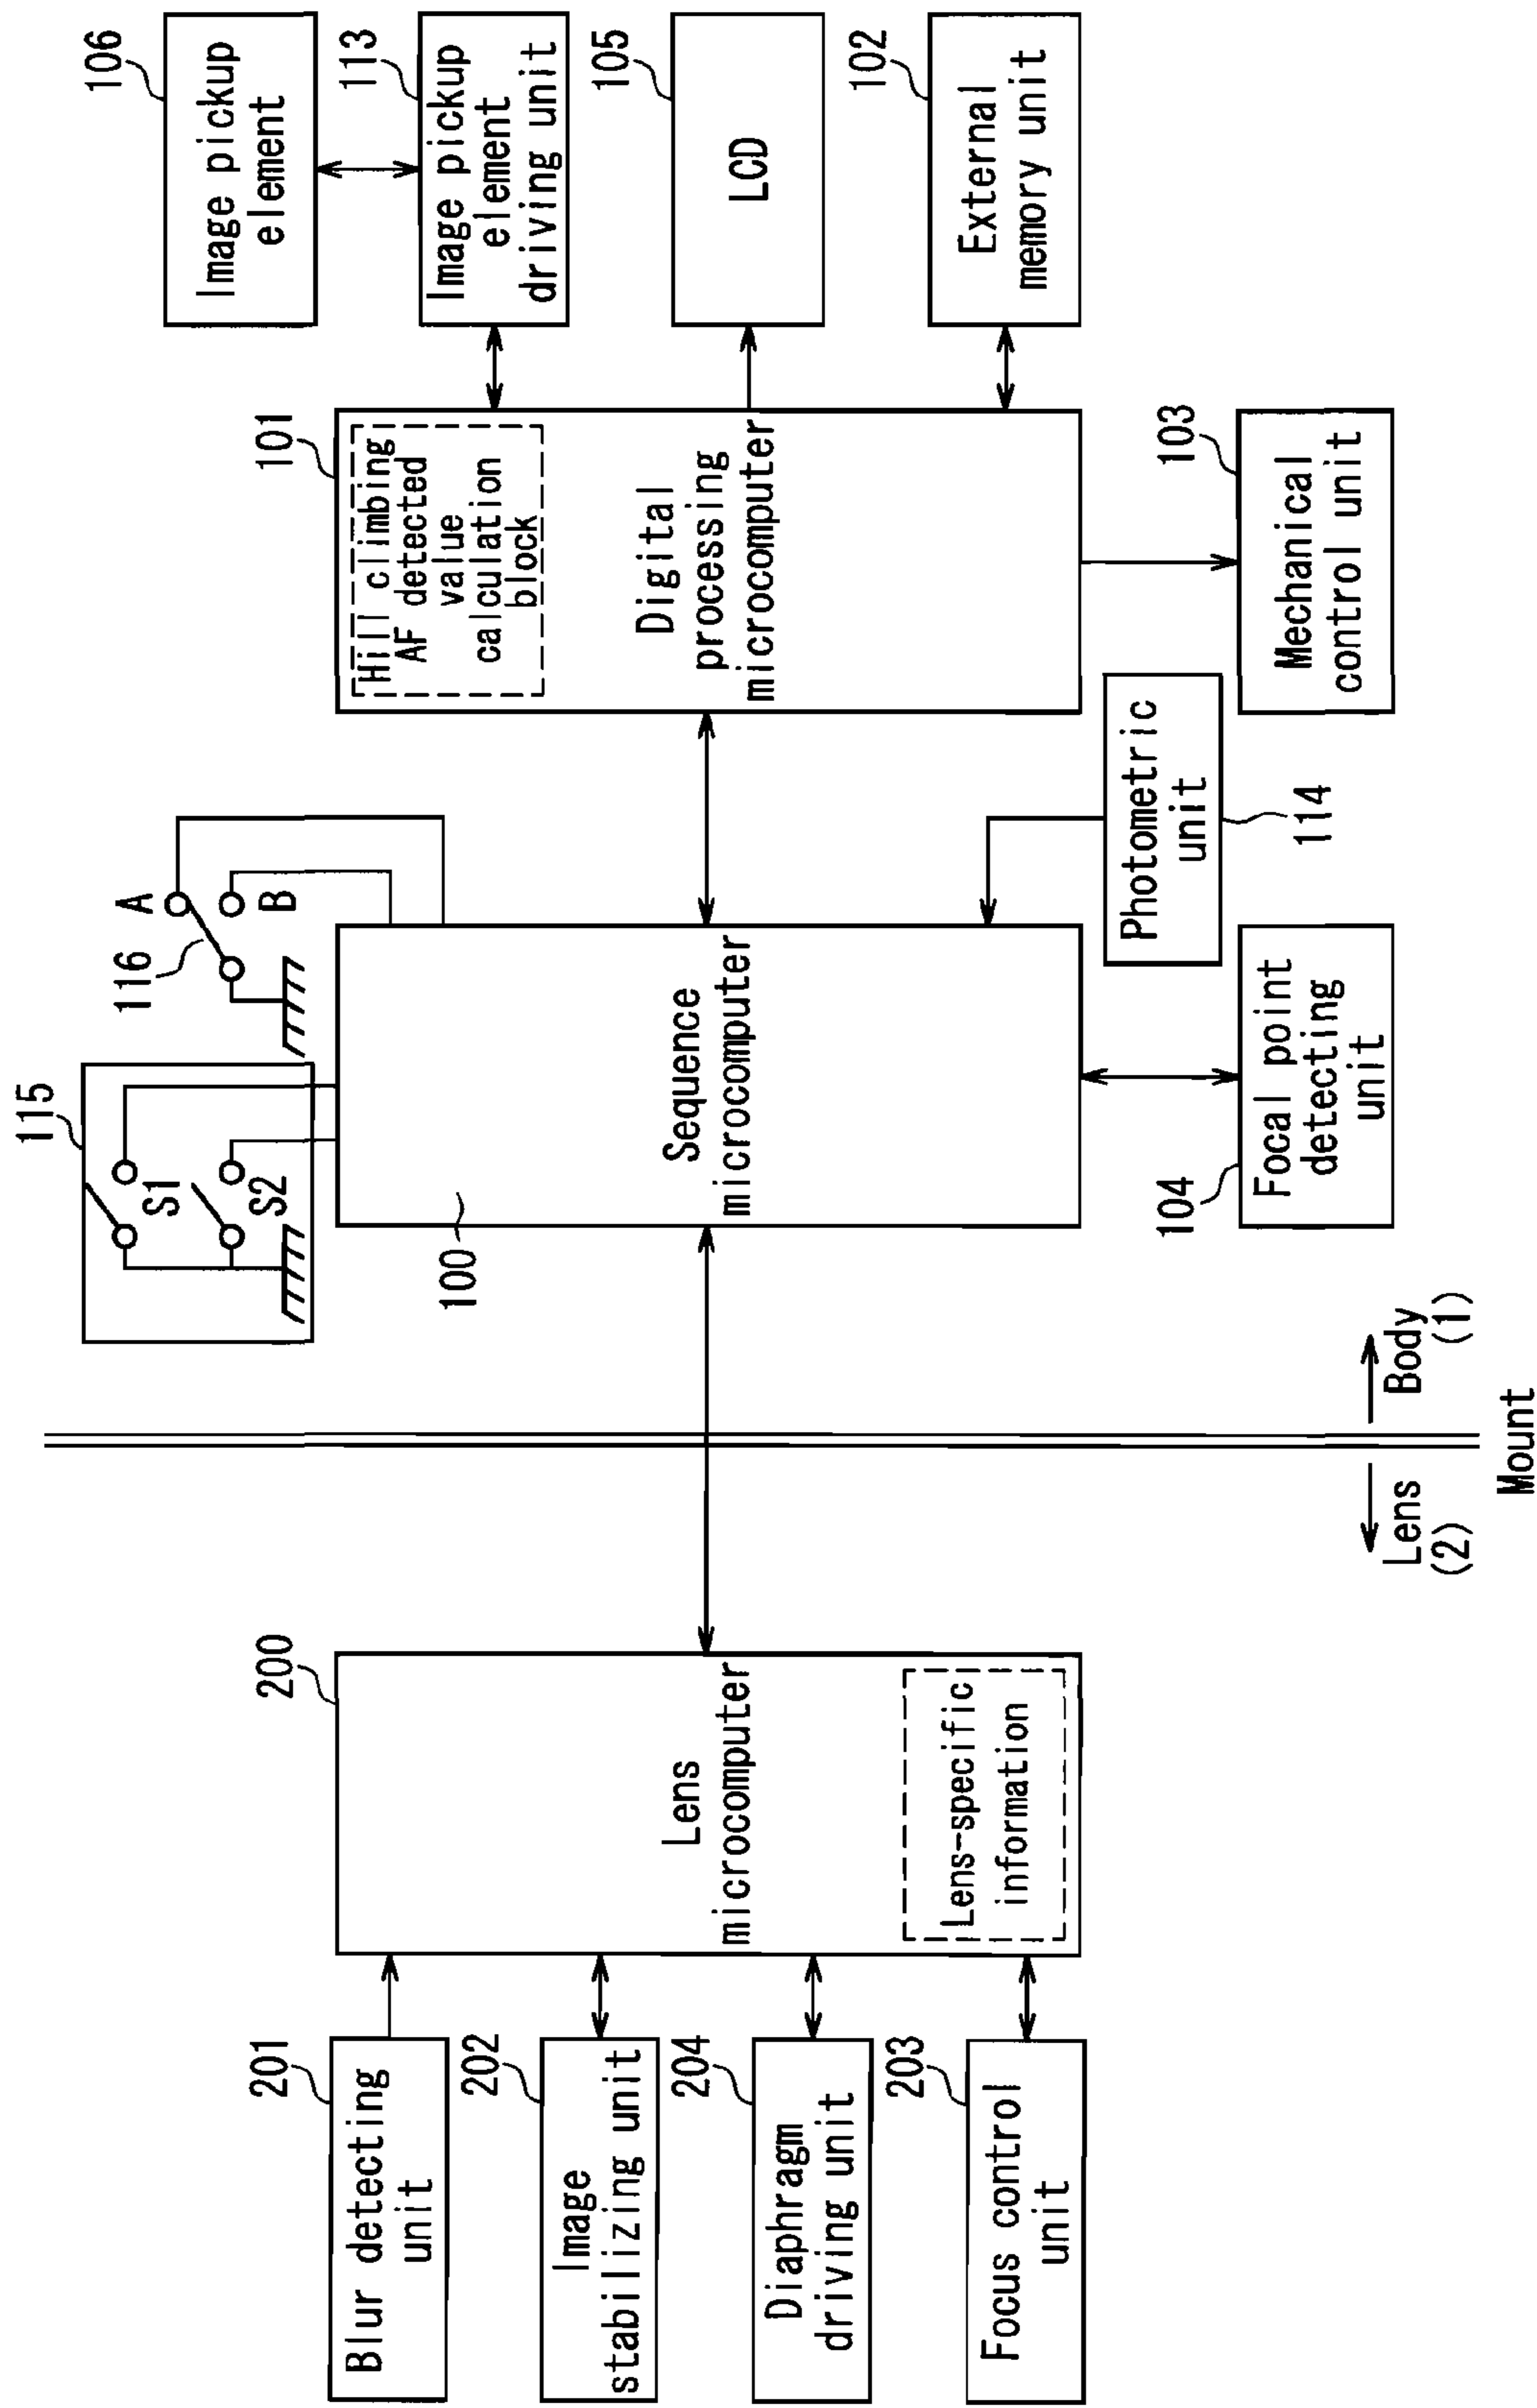 115
S1
S2
116
A
B
106
Image pickup
element
113
Image pickup
element
driving unit
105
LCD
102
External
memory unit
101
Hill climbing
AF detected
value
calculation
block
Digital
processing
microcomputer
103
Mechanical
control unit
Photometric
unit
114
100
Sequence
microcomputer
104
Focal point
detecting
unit
200
Lens
microcomputer
Lens-specific
information
201
Blur detecting
unit
202
Image
stabilizing unit
204
Diaphragm
driving unit
203
Focus control
unit
Lens
(2)
Body
(1)
Mount